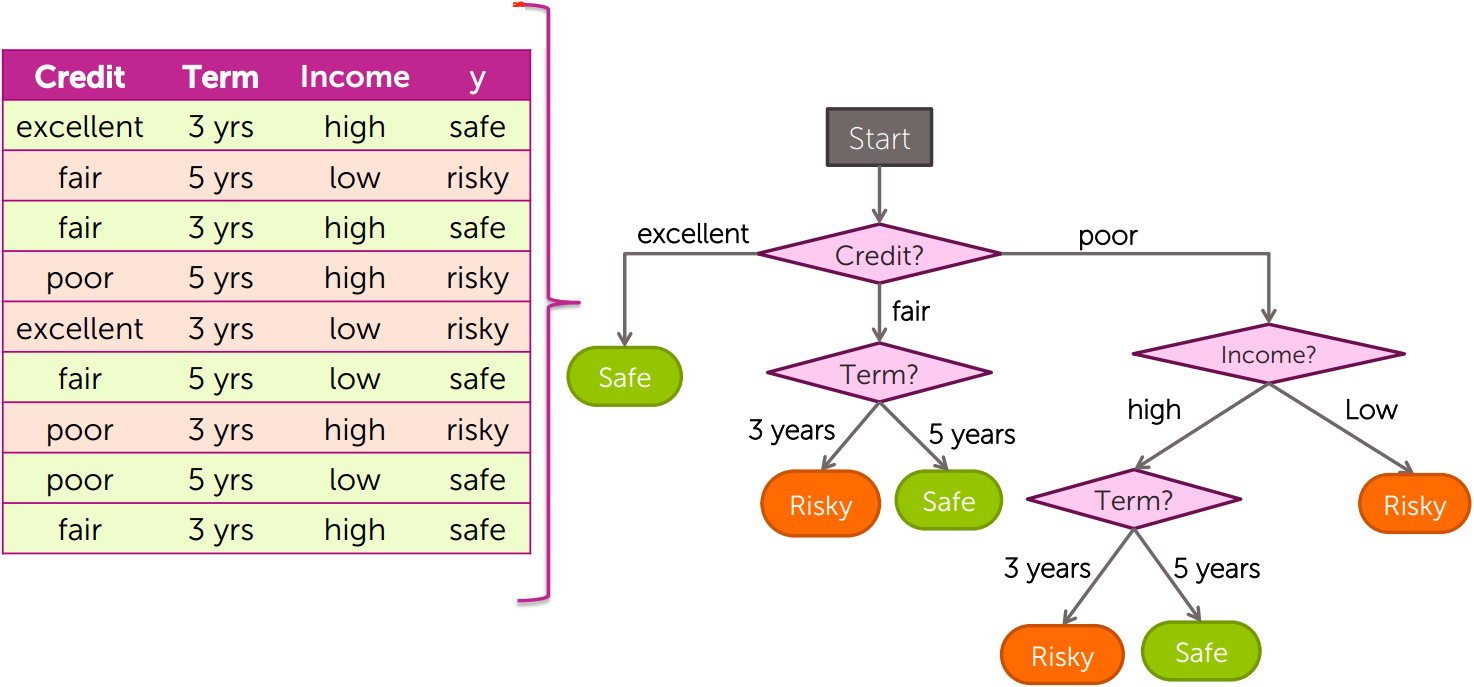 Credit Term Income y
excellent 3 yrs high safe
fair 5 yrs low risky
fair 3 yrs high safe
poor 5 yrs high risky
excellent 3 yrs low risky
fair 5 yrs low safe
poor 3 yrs high risky
poor 5 yrs low safe
fair 3 yrs high safe
Start
excellent
Credit?
poor
fair
Safe
Term?
Income?
3 years
5 years
high
Low
Risky
Safe
Term?
Risky
3 years
5 years
Risky
Safe